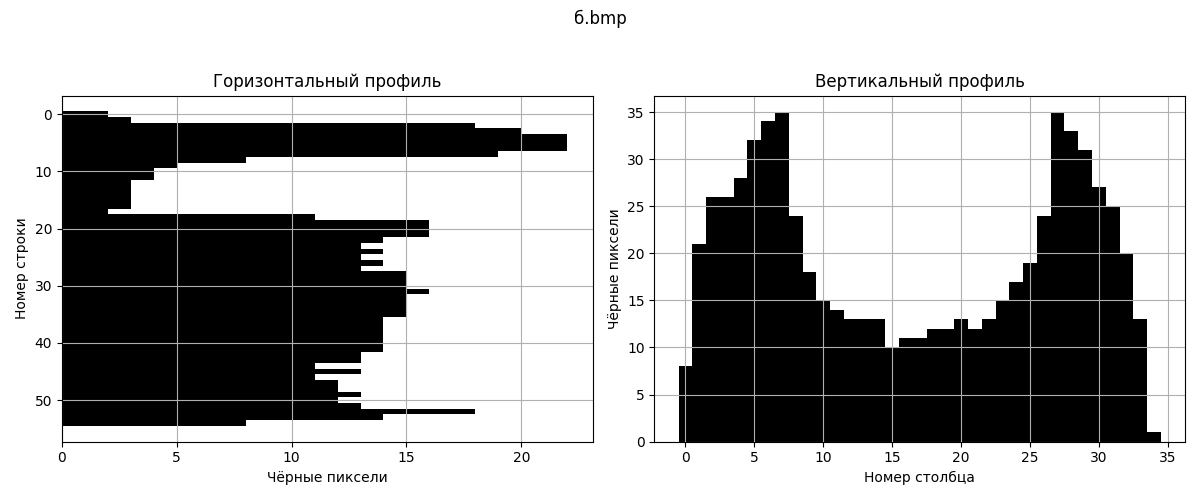 б.bmp
Горизонтальный профиль
Номер строки
0
10
20
30
40
50
0 5 10 15 20
Чёрные пиксели
Вертикальный профиль
Чёрные пиксели
35
30
25
20
15
10
5
0
0 5 10 15 20 25 30 35
Номер столбца